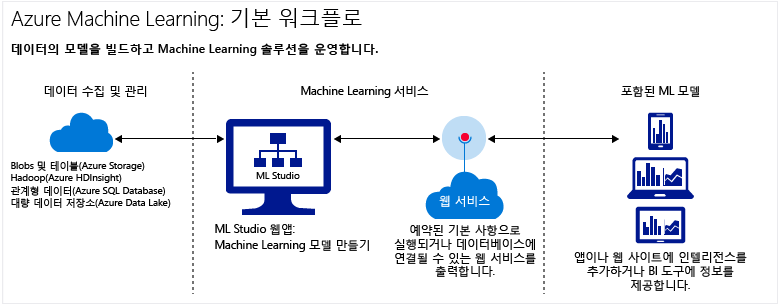 Azure Machine Learning: 기본 워크플로
데이터의 모델을 빌드하고 Machine Learning 솔루션을 운영합니다.
데이터 수집 및 관리
Blobs 및 테이블(Azure Storage)
Hadoop(Azure HDInsight)
관계형 데이터(Azure SQL Database)
대량 데이터 저장소(Azure Data Lake)
Machine Learning 서비스
ML Studio
ML Studio 웹앱:
Machine Learning 모델 만들기
웹 서비스
예약된 기본 사항으로
실행되거나 데이터베이스에
연결될 수 있는 웹 서비스를
출력합니다.
포함된 ML 모델
앱이나 웹 사이트에 인텔리전스를
추가하거나 BI 도구에 정보를
제공합니다.